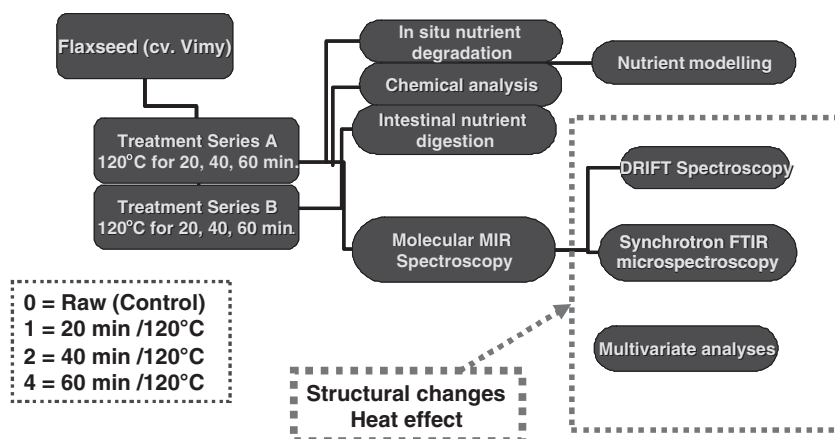 Flaxseed (cv. Vimy)
Treatment Series A
120°C for 20, 40, 60 min.
Treatment Series B
120°C for 20, 40, 60 min.
In situ nutrient
degradation
Chemical analysis
Intestinal nutrient
digestion
Molecular MIR
Spectroscopy
Nutrient modelling
DRIFT Spectroscopy
Synchrotron FTIR
microspectroscopy
Multivariate analyses
0 = Raw (Control)
1 = 20 min /120°C
2 = 40 min /120°C
4 = 60 min /120°C
Structural changes
Heat effect